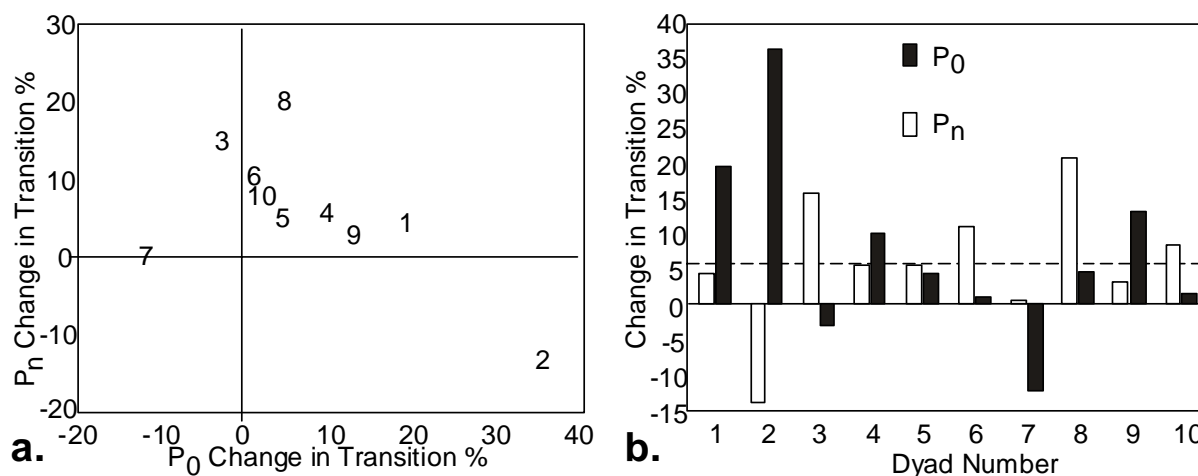 30
20
10
0
-10
-20
Pn Change in Transition %
8
3
6
10
5
4
9
1
7
2
-20 -10 0 10 20 30 40
P0 Change in Transition %
a.
40
35
30
25
20
15
10
5
0
-5
-10
-15
Change in Transition %
P0
Pn
1 2 3 4 5 6 7 8 9 10
Dyad Number
b.